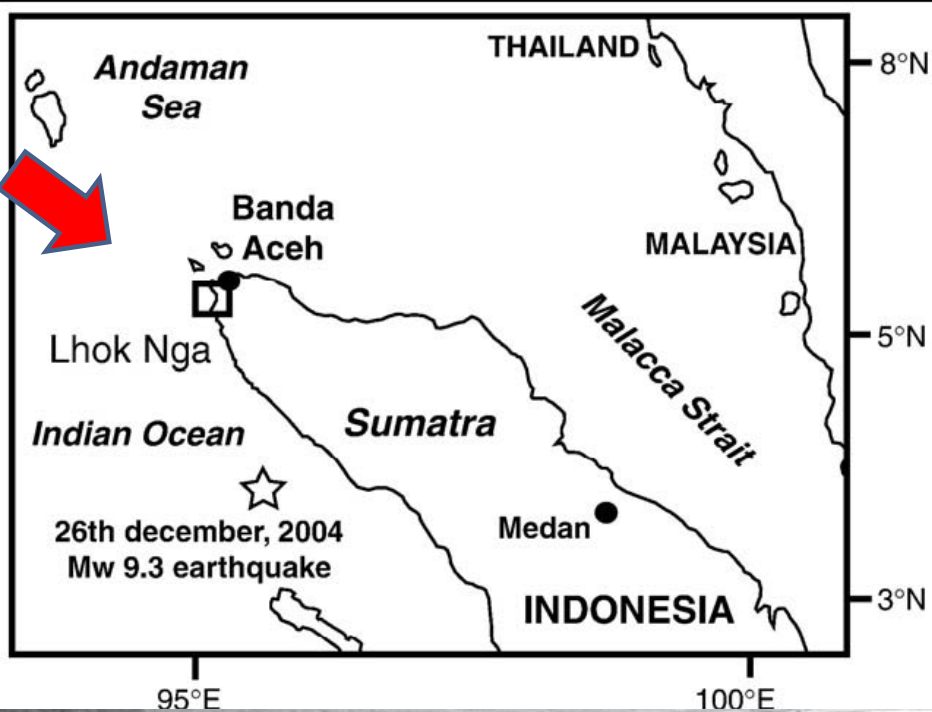 THAILAND
8°N
Andaman
Sea
Banda
Aceh
MALAYSIA
Lhok Nga
5°N
Malacca Strait
Indian Ocean
Sumatra
26th december, 2004
Mw 9.3 earthquake
Medan
INDONESIA
3°N
95°E
100°E